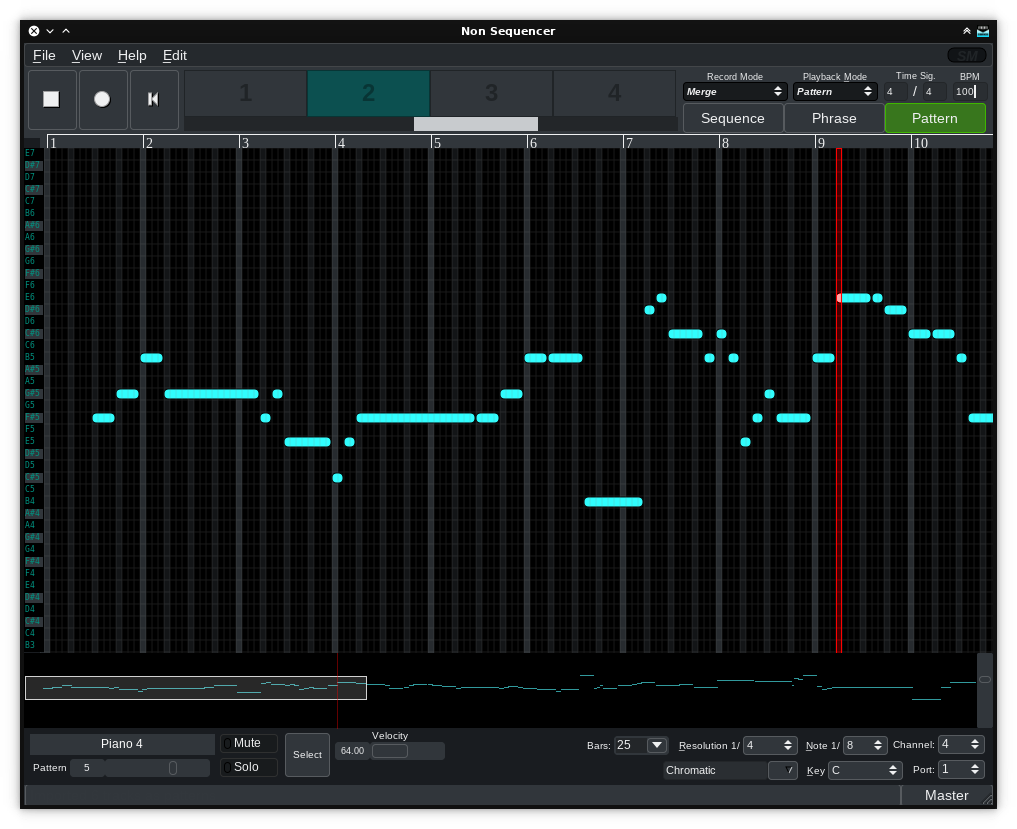 Non Sequencer
File View Help Edit
SM
1 2 3 4
Record Mode Playback Mode Time Sig. BPM
Merge Pattern 4 / 4 100
Sequence Phrase Pattern
1 2 3 4 5 6 7 8 9 10
E7
D#7
D7
C#7
C7
B6
A#6
A6
G#6
G6
F#6
F6
E6
D#6
D6
C#6
C6
B5
A#5
A5
G#5
G5
F#5
F5
E5
D#5
D5
C#5
C5
B4
A#4
A4
G#4
G4
F#4
F4
E4
D#4
D4
C#4
C4
B3
Piano 4 Mute Select Velocity 64.00 Bars: 25 Resolution 1/ 4 Note 1/ 8 Channel: 4
Pattern 5 Solo Chromatic Key C Port: 1
Master